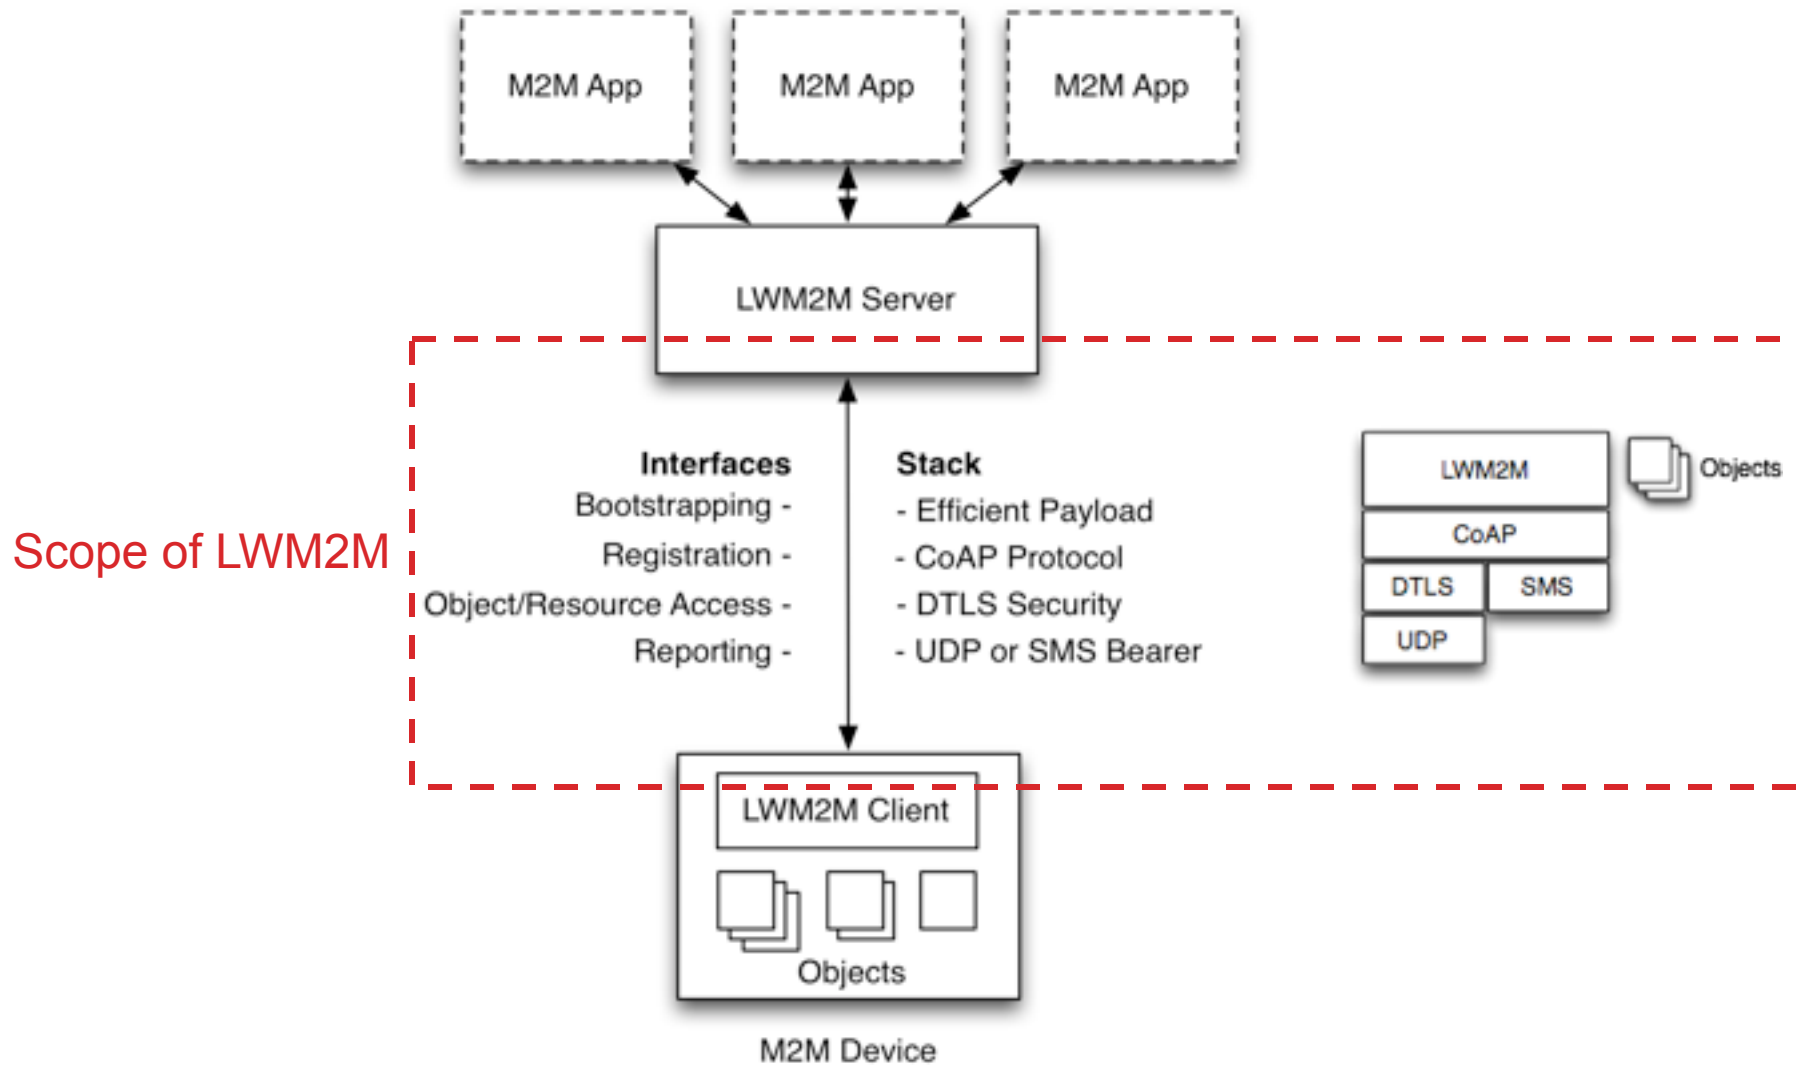 M2M App
M2M App
M2M App
LWM2M Server
Scope of LWM2M
Interfaces
Bootstrapping -
Registration -
Object/Resource Access -
Reporting -
Stack
- Efficient Payload
- CoAP Protocol
- DTLS Security
- UDP or SMS Bearer
LWM2M
Objects
CoAP
DTLS
SMS
UDP
LWM2M Client
Objects
M2M Device